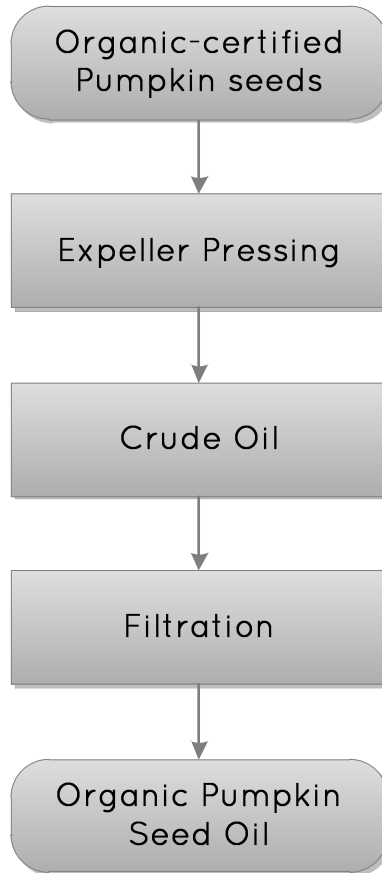 Organic-certified
Pumpkin seeds
Expeller Pressing
Crude Oil
Filtration
Organic Pumpkin
Seed Oil